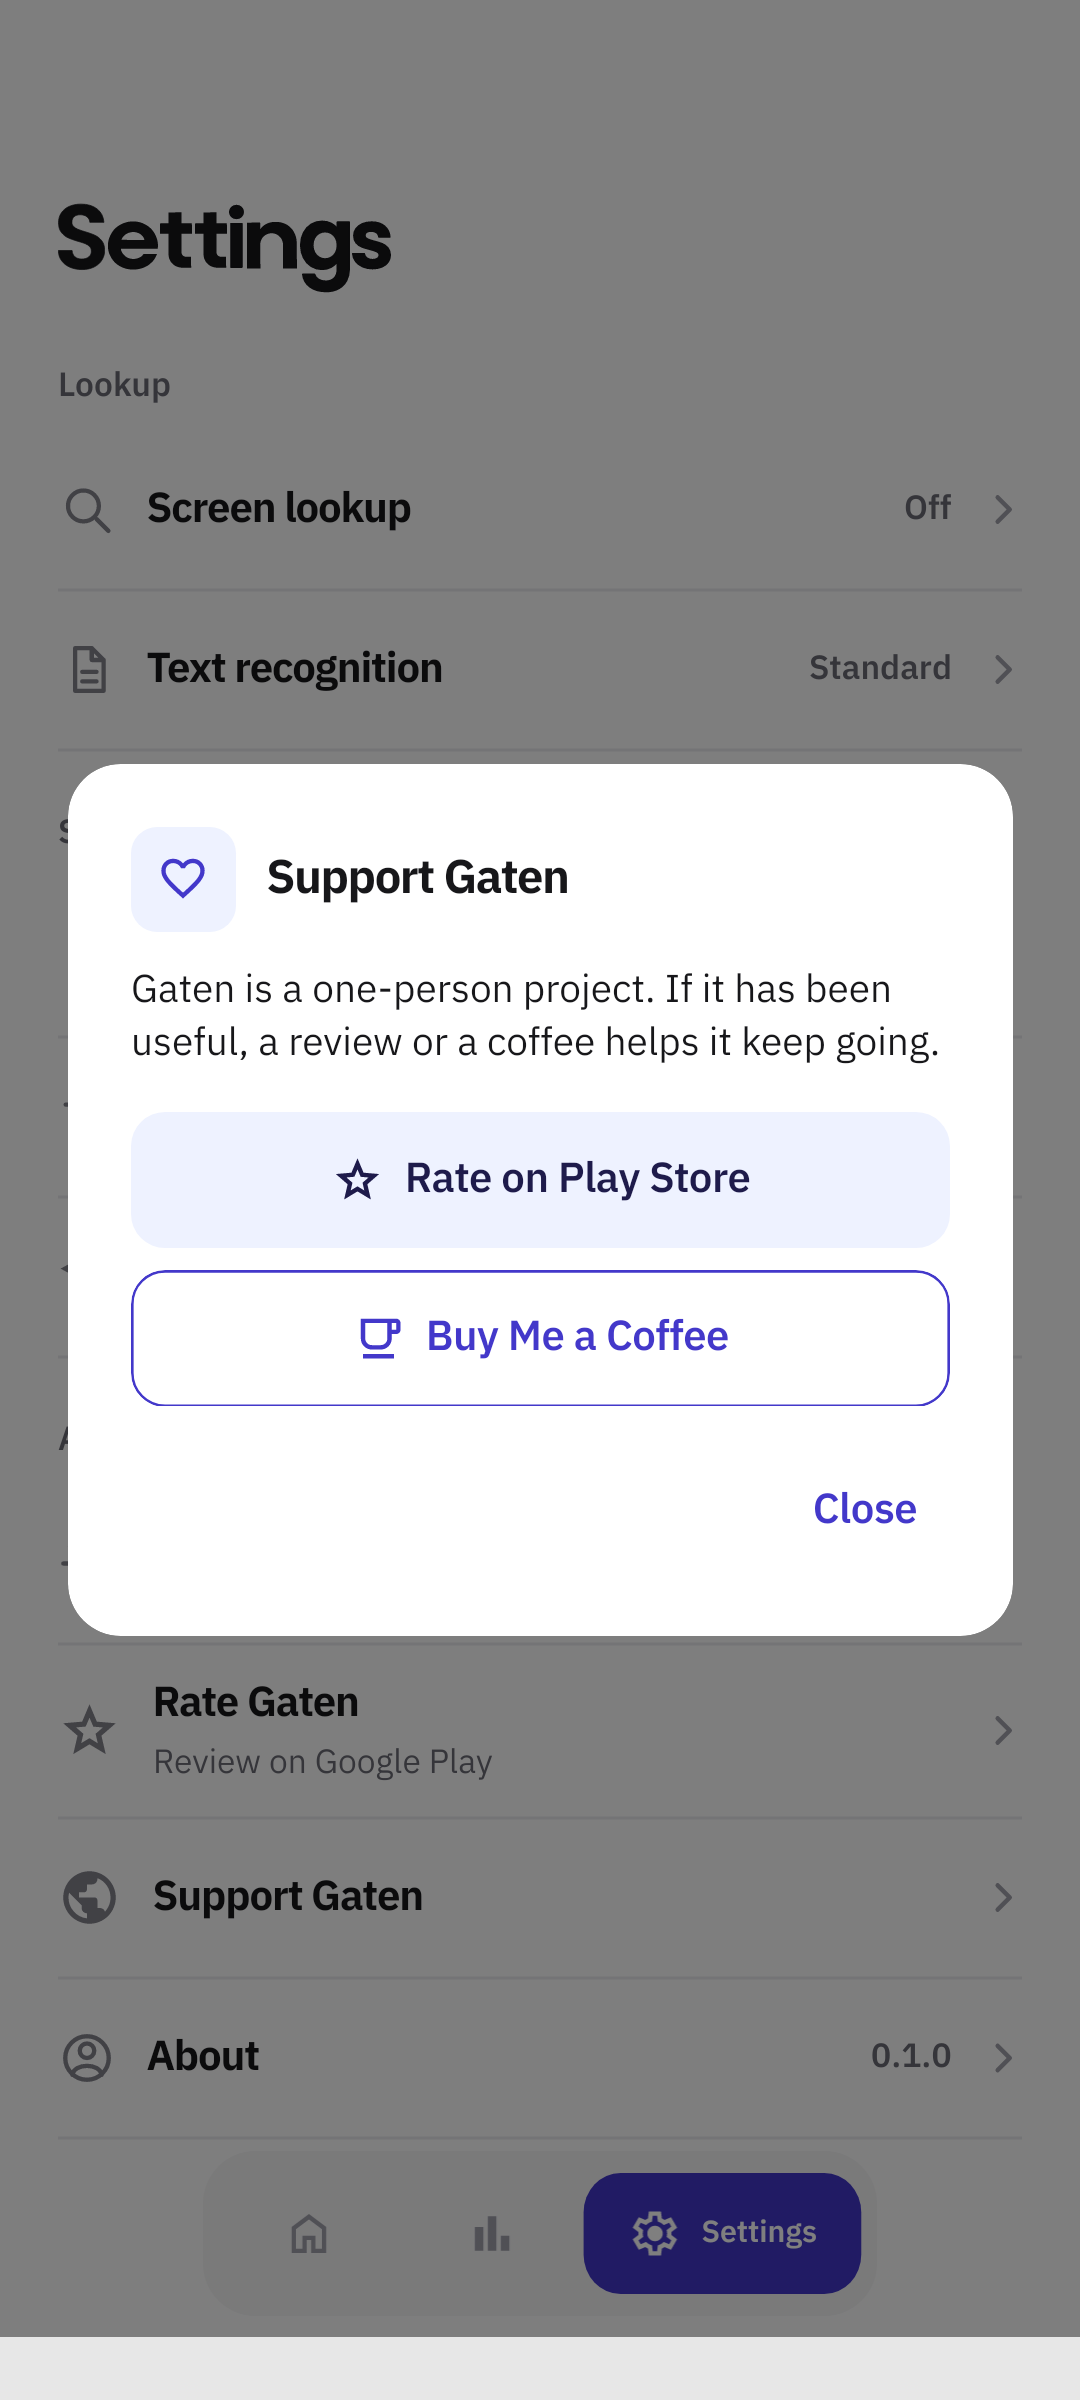 Settings
Lookup
Screen lookup Off
Text recognition Standard
Support Gaten
Gaten is a one-person project. If it has been
useful, a review or a coffee helps it keep going.
Rate on Play Store
Buy Me a Coffee
Close
Rate Gaten
Review on Google Play
Support Gaten
About 0.1.0
Settings